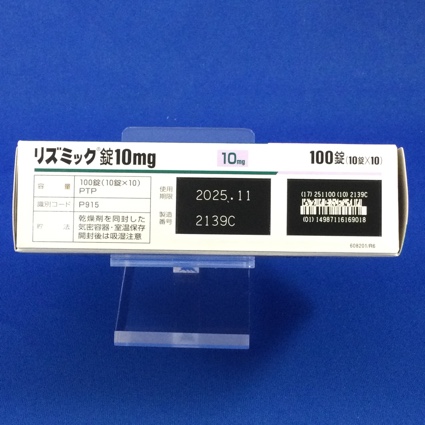 リズミック®錠10mg
10mg
100錠(10錠×10)
容量 100錠(10錠×10)
PTP
識別コード P915
貯法 乾燥剤を同封した
気密容器・室温保存
開封後は吸湿注意
使用
期限 2025.11
製造
番号 2139C
(17) 251100 (10) 2139C
(01) 14987116169018